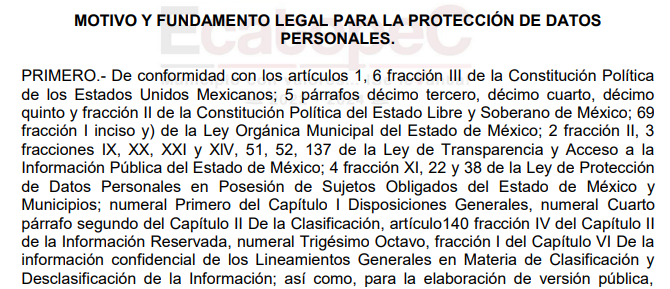 Ecatepec
MOTIVO Y FUNDAMENTO LEGAL PARA LA PROTECCIÓN DE DATOS
PERSONALES.
PRIMERO.- De conformidad con los artículos 1, 6 fracción III de la Constitución Política
de los Estados Unidos Mexicanos; 5 párrafos décimo tercero, décimo cuarto, décimo
quinto y fracción II de la Constitución Política del Estado Libre y Soberano de México; 69
fracción I inciso y) de la Ley Orgánica Municipal del Estado de México; 2 fracción II, 3
fracciones IX, XX, XXI y XIV, 51, 52, 137 de la Ley de Transparencia y Acceso a la
Información Pública del Estado de México; 4 fracción XI, 22 y 38 de la Ley de Protección
de Datos Personales en Posesión de Sujetos Obligados del Estado de México y
Municipios; numeral Primero del Capítulo I Disposiciones Generales, numeral Cuarto
párrafo segundo del Capítulo II De la Clasificación, artículo140 fracción IV del Capítulo II
de la Información Reservada, numeral Trigésimo Octavo, fracción I del Capítulo VI De la
información confidencial de los Lineamientos Generales en Materia de Clasificación y
Desclasificación de la Información; así como, para la elaboración de versión pública,